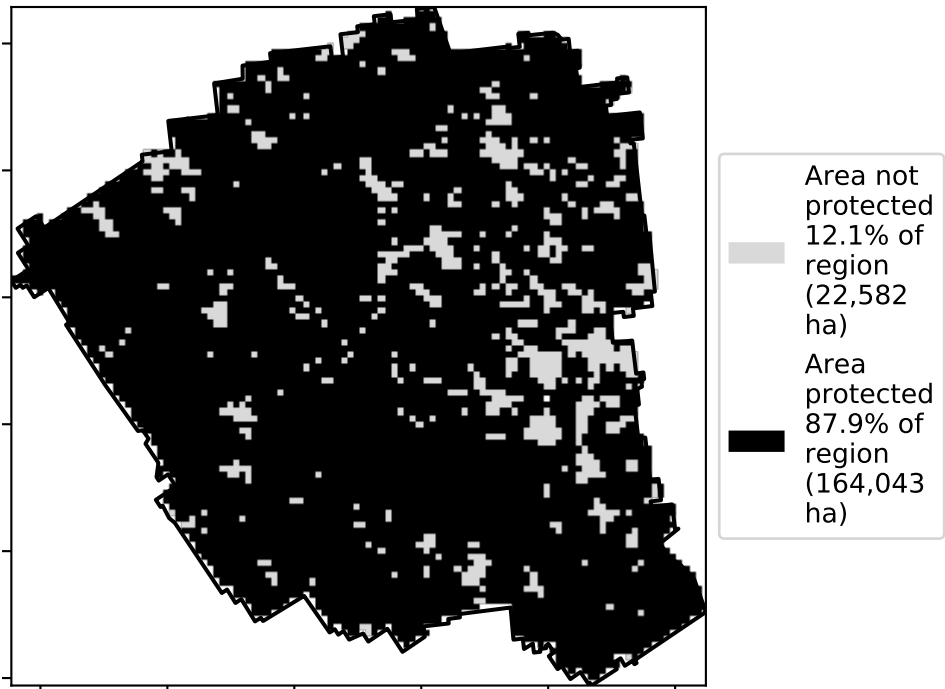 Area not
protected
12.1% of
region
(22,582
ha)
Area
protected
87.9% of
region
(164,043
ha)